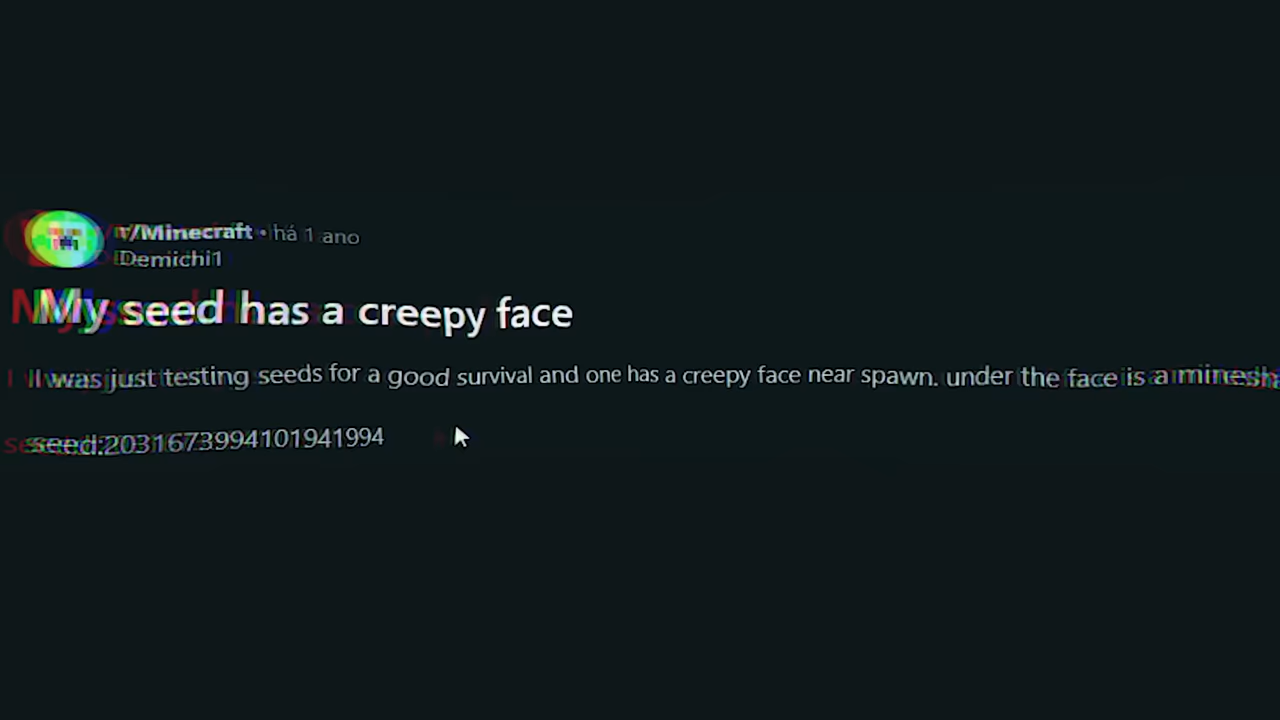 r/Minecraft • há 1 ano
Demichi1
My seed has a creepy face
I was just testing seeds for a good survival and one has a creepy face near spawn. under the face is a
seed:2031673994101941994